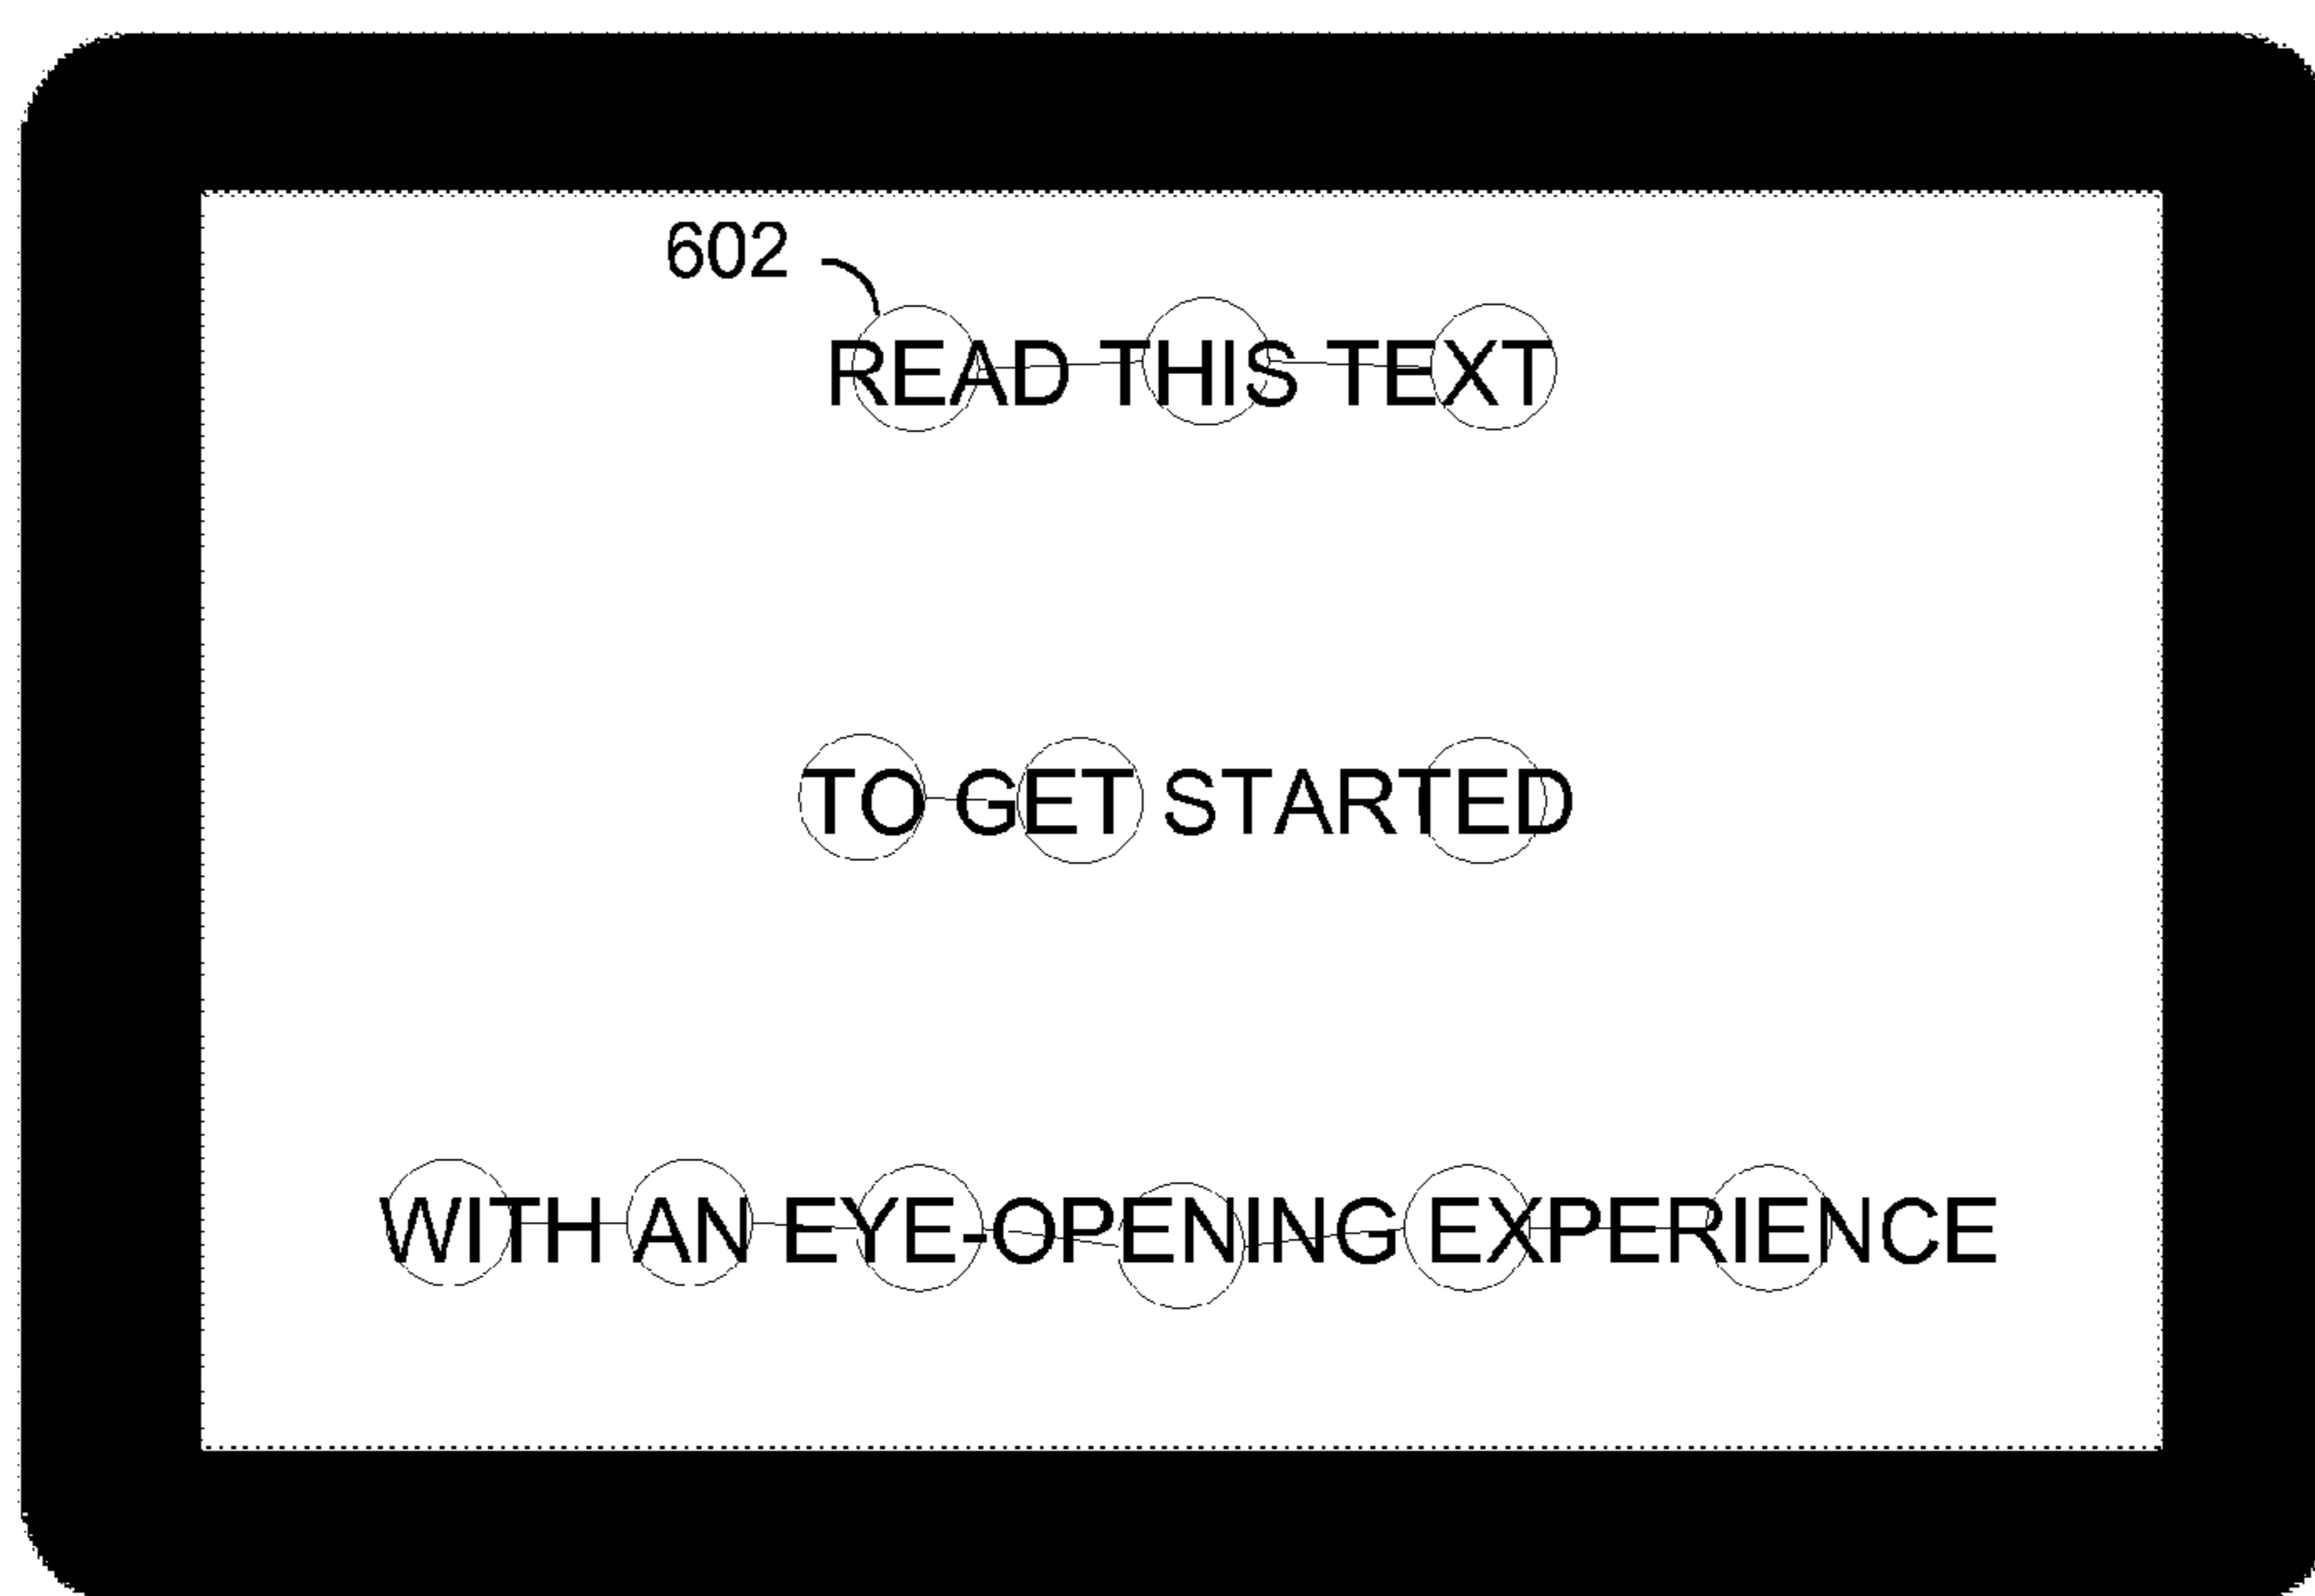 602
READ THIS TEXT
TO GET STARTED
WITH AN EYE-OPENING EXPERIENCE